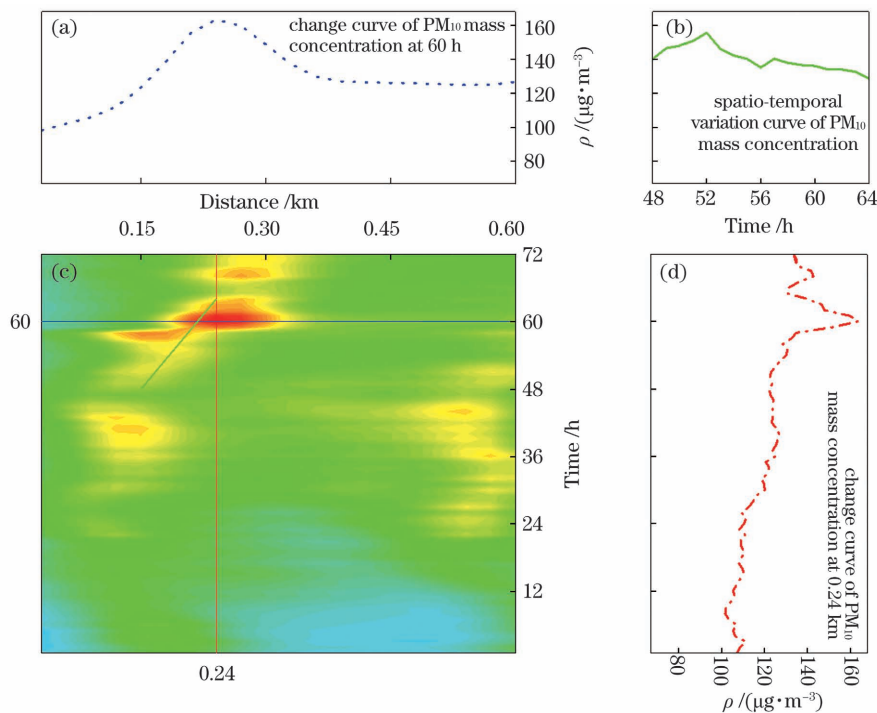 (a)
change curve of PM₁₀ mass
concentration at 60 h
160
140
120
100
80
ρ /(μg·m⁻³)
(b)
spatio-temporal
variation curve of PM₁₀
mass concentration
48 52 56 60 64
Time /h
Distance /km
0.15 0.30 0.45 0.60
(c)
72
60
48
36
24
12
Time /h
60
0.24
(d)
change curve of PM₁₀
mass concentration at 0.24 km
80 100 120 140 160
ρ /(μg·m⁻³)